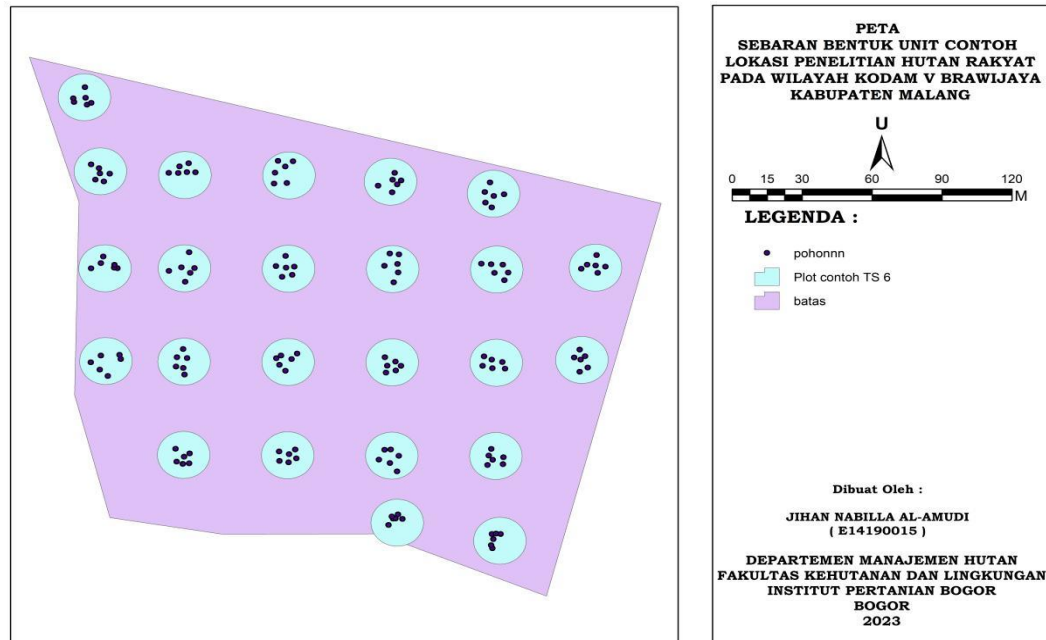 PETA
SEBARAN BENTUK UNIT CONTOH
LOKASI PENELITIAN HUTAN RAKYAT
PADA WILAYAH KODAM V BRAWIJAYA
KABUPATEN MALANG
U
0 15 30 60 90 120
M
LEGENDA :
pohonnn
Plot contoh TS 6
batas
Dibuat Oleh :
JIHAN NABILLA AL-AMUDI
( E14190015 )
DEPARTEMEN MANAJEMEN HUTAN
FAKULTAS KEHUTANAN DAN LINGKUNGAN
INSTITUT PERTANIAN BOGOR
BOGOR
2023